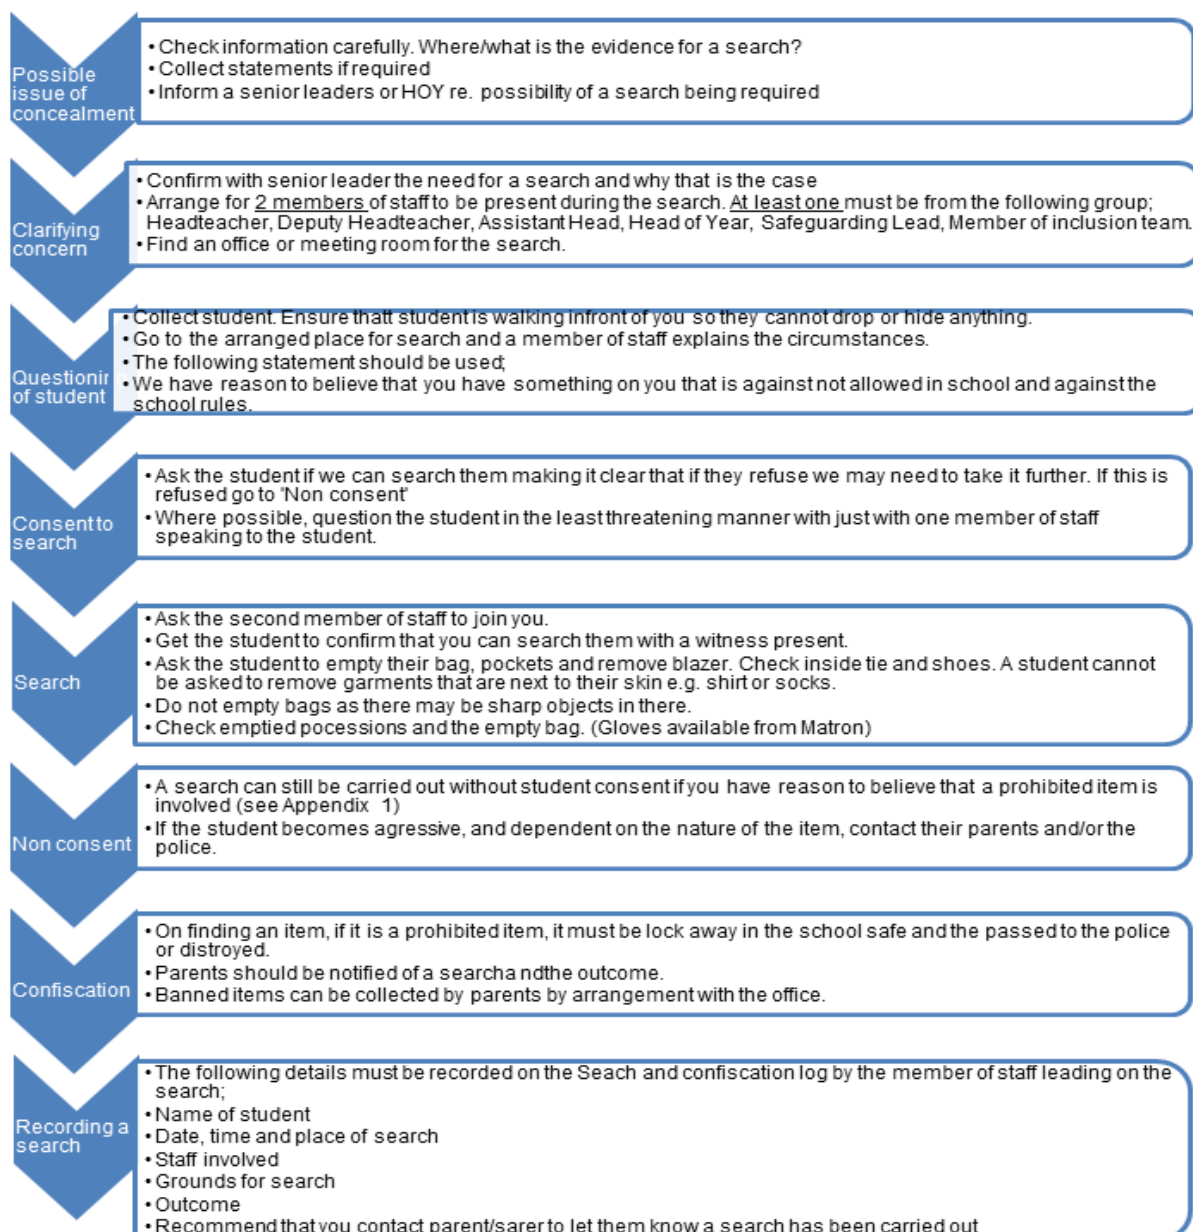 Possible
issue of
concealment
• Check information carefully. Where/what is the evidence for a search?
• Collect statements if required
• Inform a senior leaders or HOY re. possibility of a search being required
Clarifying
concern
• Confirm with senior leader the need for a search and why that is the case
• Arrange for 2 members of staff to be present during the search. At least one must be from the following group;
Headteacher, Deputy Headteacher, Assistant Head, Head of Year, Safeguarding Lead, Member of inclusion team.
• Find an office or meeting room for the search.
Questionin
of student
• Collect student. Ensure thatt student is walking infront of you so they cannot drop or hide anything.
• Go to the arranged place for search and a member of staff explains the circumstances.
• The following statement should be used;
• We have reason to believe that you have something on you that is against not allowed in school and against the
school rules.
Consent to
search
• Ask the student if we can search them making it clear that if they refuse we may need to take it further. If this is
refused go to 'Non consent'
• Where possible, question the student in the least threatening manner with just with one member of staff
speaking to the student.
Search
• Ask the second member of staff to join you.
• Get the student to confirm that you can search them with a witness present.
• Ask the student to empty their bag, pockets and remove blazer. Check inside tie and shoes. A student cannot
be asked to remove garments that are next to their skin e.g. shirt or socks.
• Do not empty bags as there may be sharp objects in there.
• Check emptied pocessions and the empty bag. (Gloves available from Matron)
Non consent
• A search can still be carried out without student consent if you have reason to believe that a prohibited item is
involved (see Appendix 1)
• If the student becomes agressive, and dependent on the nature of the item, contact their parents and/or the
police.
Confiscation
• On finding an item, if it is a prohibited item, it must be lock away in the school safe and the passed to the police
or distroyed.
• Parents should be notified of a searcha ndthe outcome.
• Banned items can be collected by parents by arrangement with the office.
Recording a
search
• The following details must be recorded on the Seach and confiscation log by the member of staff leading on the
search;
• Name of student
• Date, time and place of search
• Staff involved
• Grounds for search
• Outcome
• Recommend that you contact parent/sarer to let them know a search has been carried out